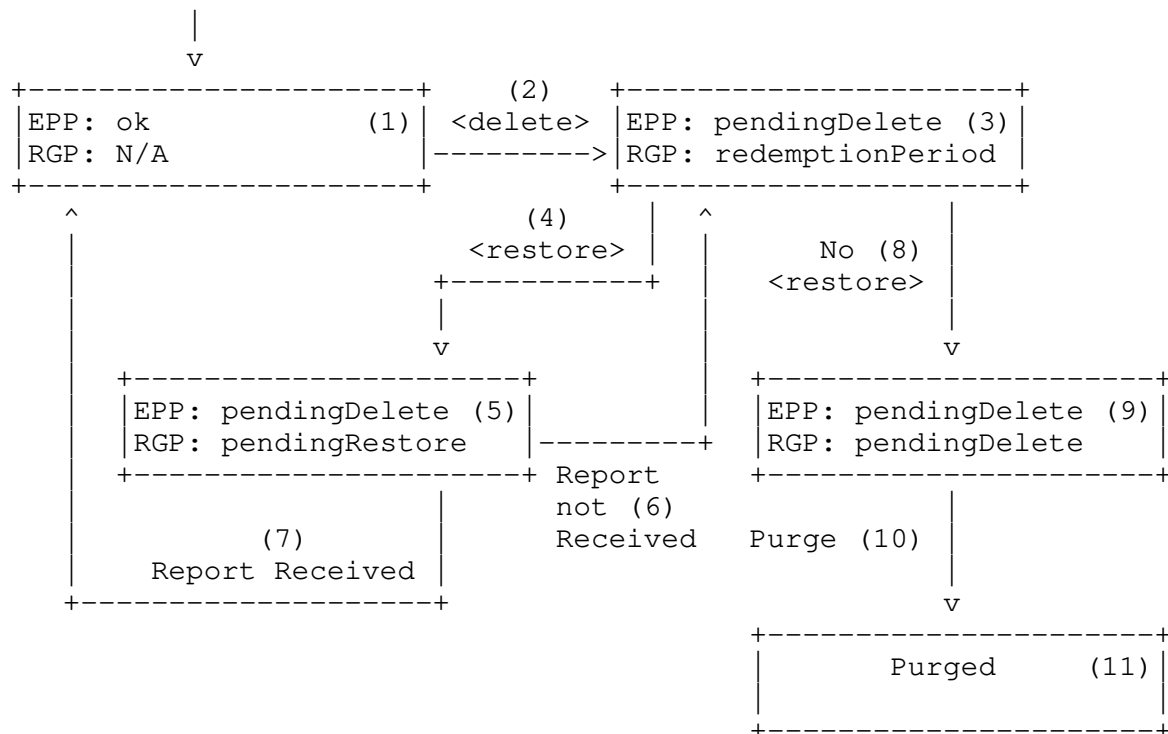 (2)
EPP: ok (1) <delete> EPP: pendingDelete (3)
RGP: N/A RGP: redemptionPeriod
(4)
<restore> No (8)
<restore>
EPP: pendingDelete (5) EPP: pendingDelete (9)
RGP: pendingRestore RGP: pendingDelete
Report
not (6)
(7) Received Purge (10)
Report Received
Purged (11)